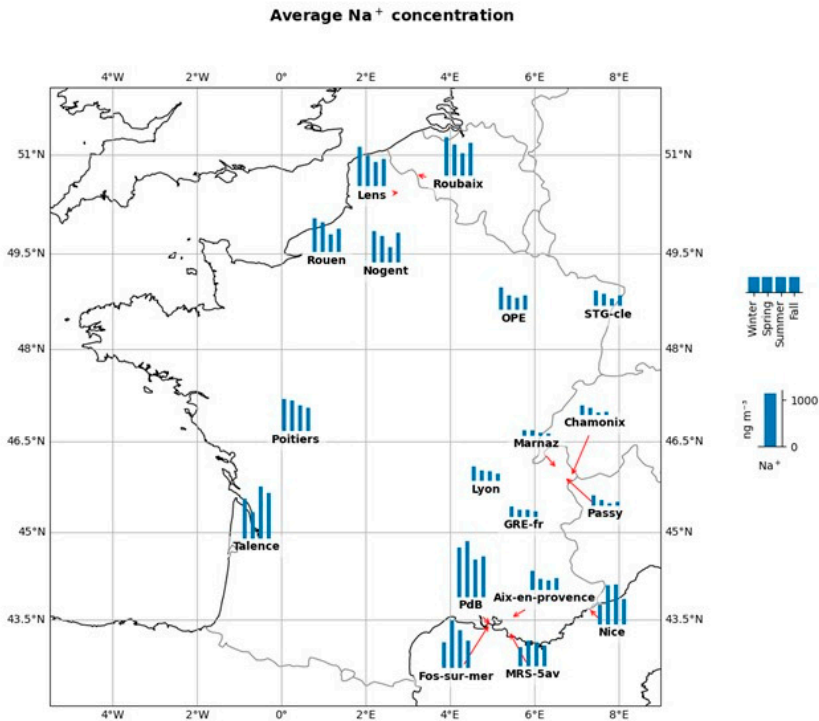 Average Na⁺ concentration
4°W 2°W 0° 2°E 4°E 6°E 8°E
51°N 51°N
Roubaix
Lens
Rouen
Nogent
49.5°N 49.5°N
OPE
STG-cle
Winter
Spring
Summer
Fall
48°N 48°N
Poitiers
Chamonix
Marnaz
46.5°N 46.5°N
ng m⁻³
1000
0
Na⁺
Lyon
Passy
GRE-fr
45°N 45°N
Talence
PdB
Aix-en-provence
43.5°N 43.5°N
Nice
Fos-sur-mer
MRS-5av
4°W 2°W 0° 2°E 4°E 6°E 8°E